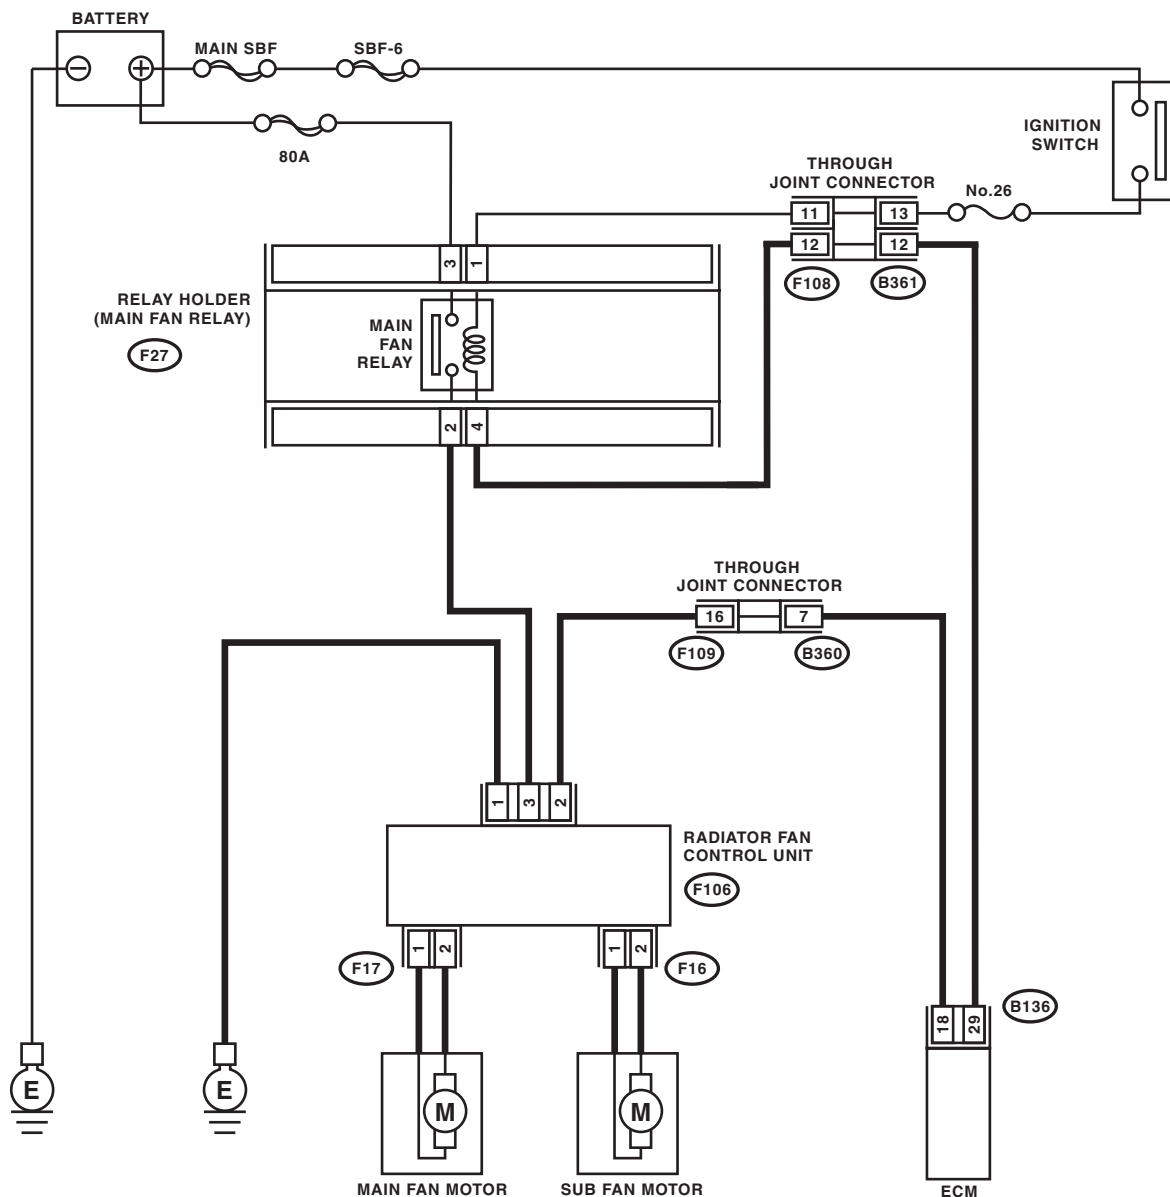 BATTERY
MAIN SBF
SBF-6
80A
IGNITION
SWITCH
THROUGH
JOINT CONNECTOR
No.26
11
13
12
12
F108
B361
3
1
RELAY HOLDER
(MAIN FAN RELAY)
F27
MAIN
FAN
RELAY
2
4
THROUGH
JOINT CONNECTOR
16
7
F109
B360
1
3
2
RADIATOR FAN
CONTROL UNIT
F106
1
2
1
2
F17
F16
B136
18
29
E
E
M
M
MAIN FAN MOTOR
SUB FAN MOTOR
ECM